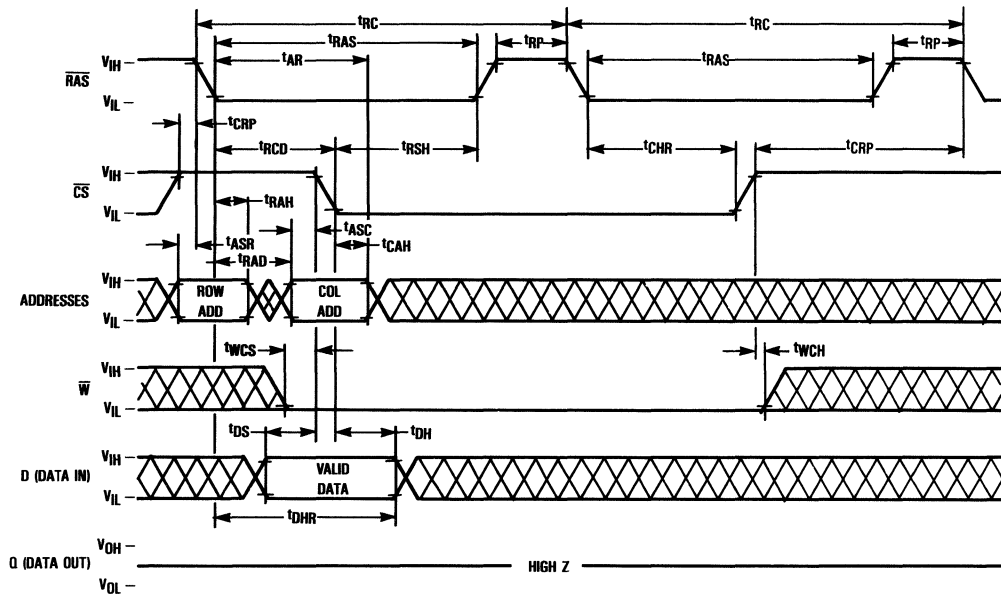 tRC tRC
tRAS tRP tRP
tAR tRAS
VIH
RAS
VIL
tCRP
tRCD tRSH tCHR tCRP
VIH
CS
VIL
tRAH
tASC
tASR tCAH
tRAD
VIH
ADDRESSES
ROW ADD
COL ADD
VIL
tWCS tWCH
VIH
W
VIL
tDS tDH
VIH
D (DATA IN)
VALID DATA
VIL
tDHR
VOH
Q (DATA OUT) HIGH Z
VOL